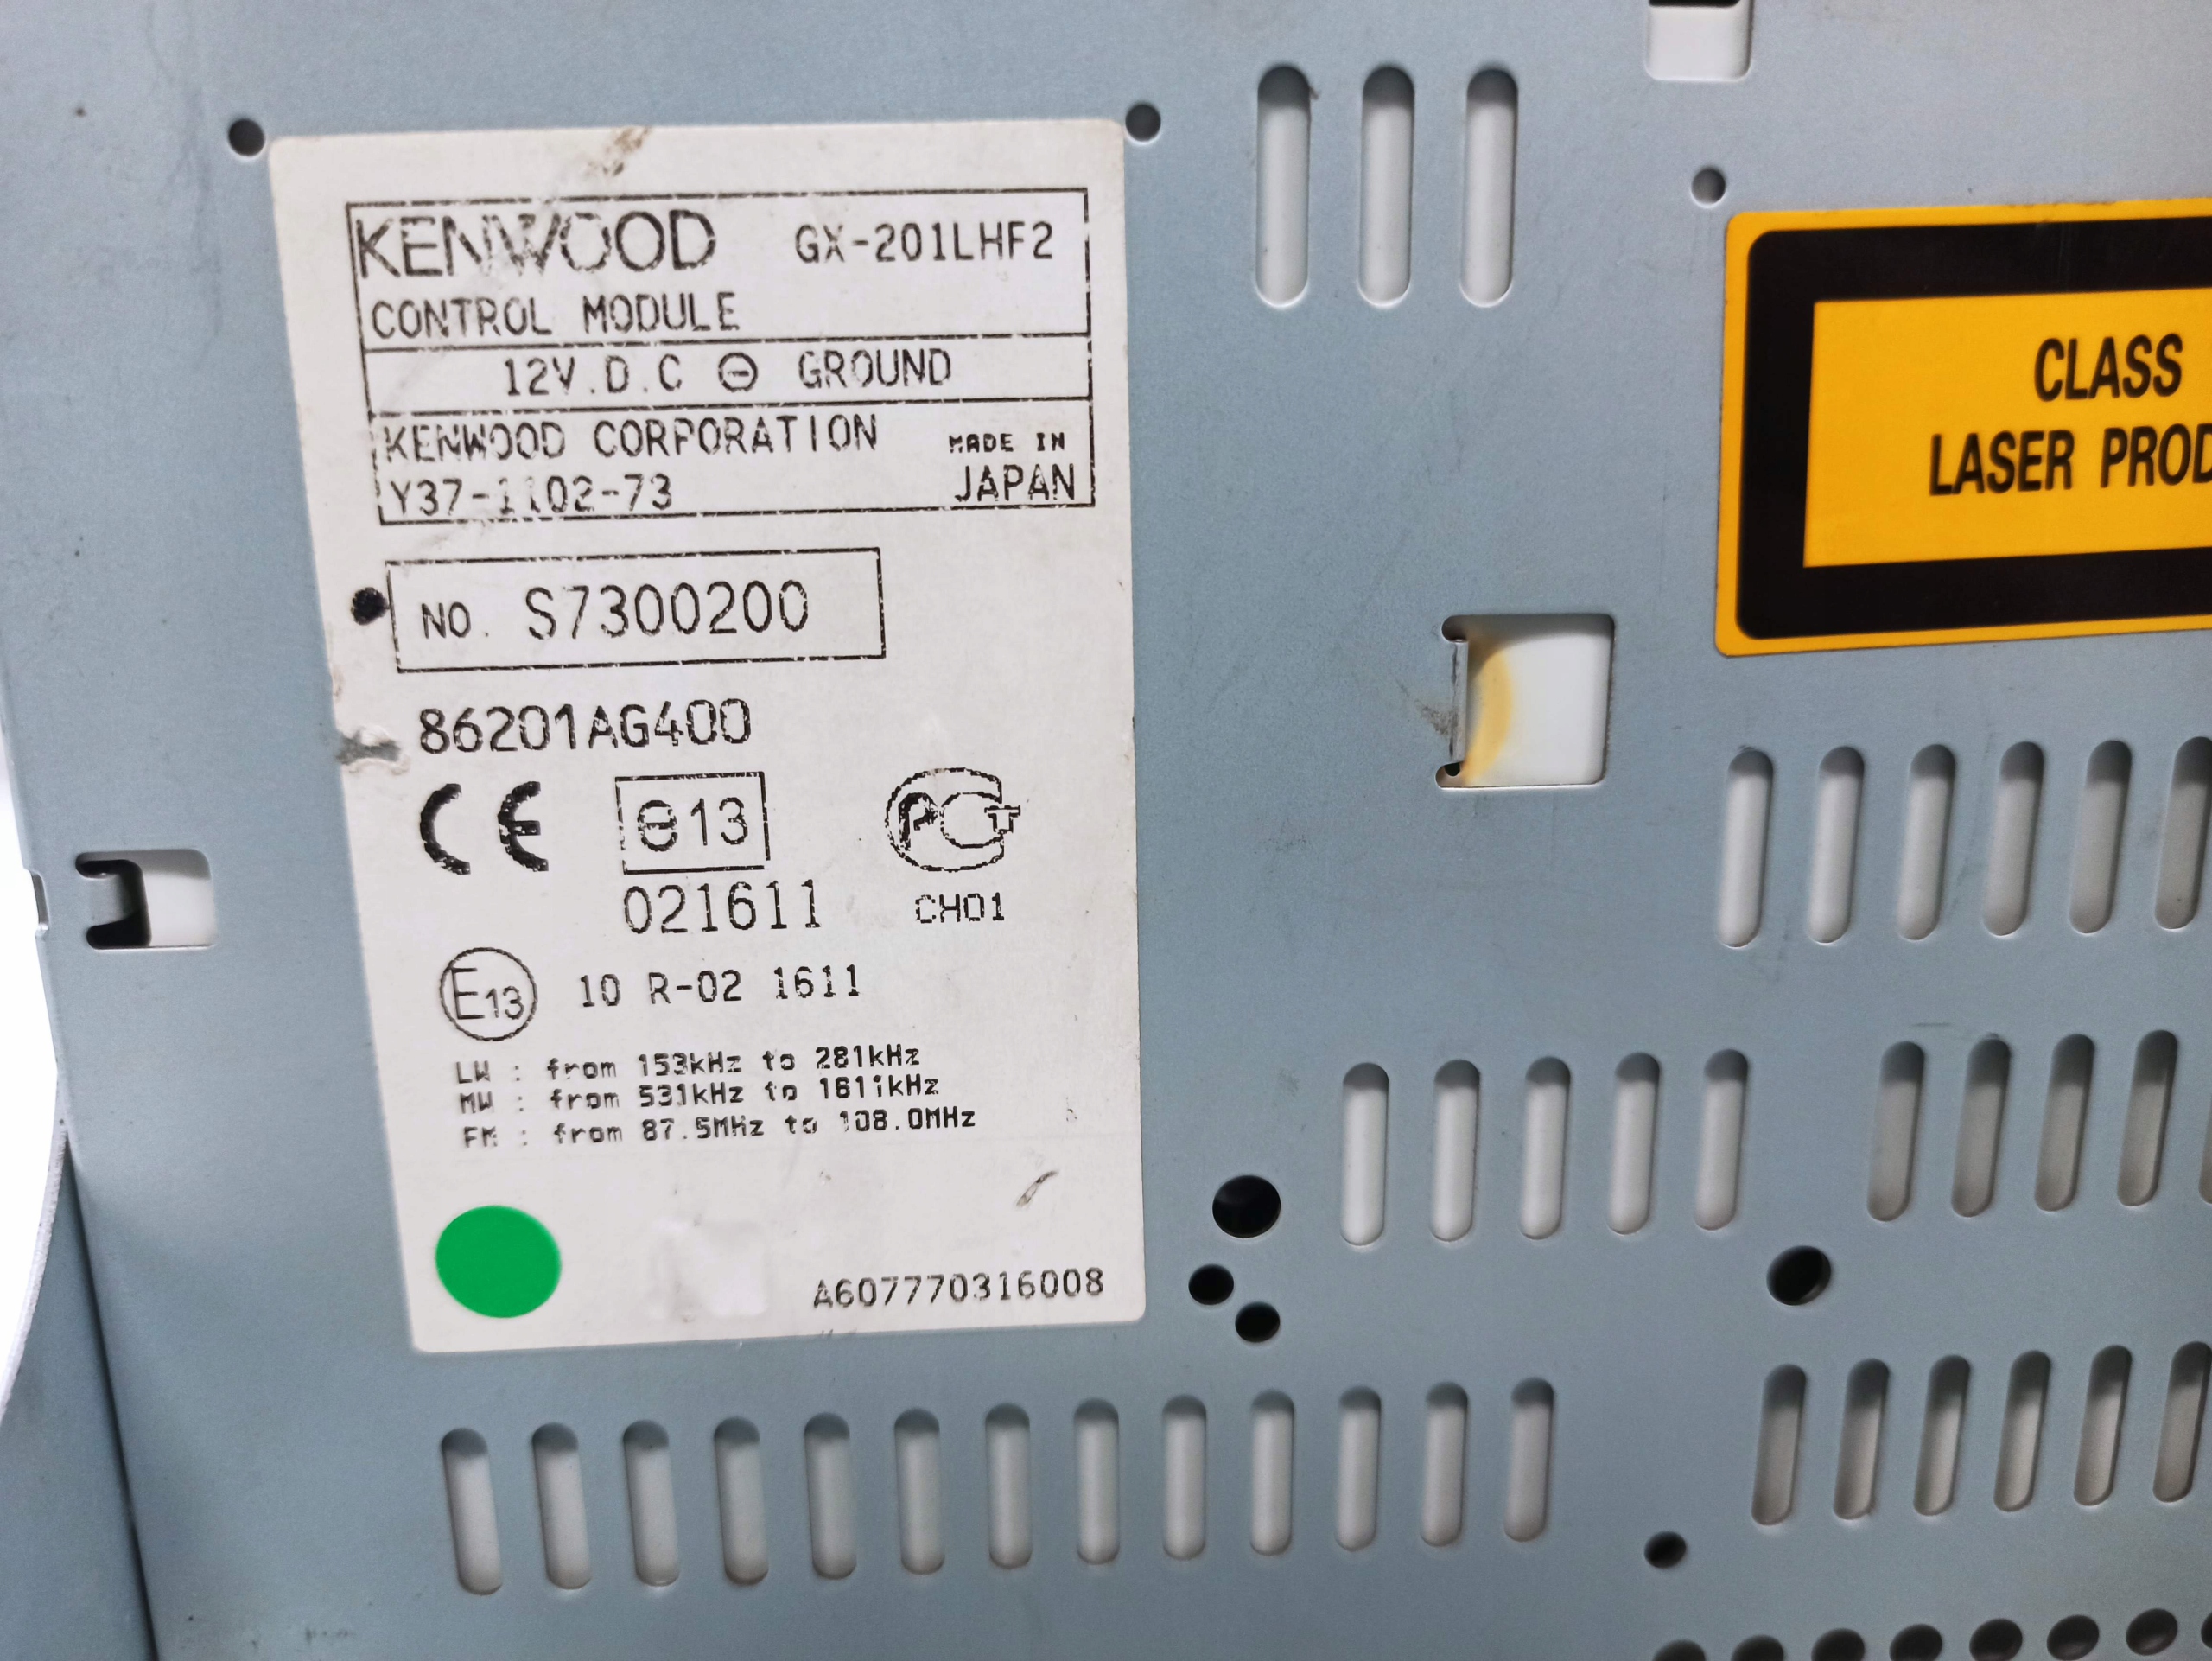 KENWOOD GX-201LHF2
CONTROL MODULE
12V.D.C ⊖ GROUND
KENWOOD CORPORATION MADE IN
Y37-1102-73 JAPAN
NO. S7300200
86201AG400
CE e13 PCT
021611 CH01
E13 10 R-02 1611
LW : from 153kHz to 281kHz
MW : from 531kHz to 1611kHz
FM : from 87.5MHz to 108.0MHz
A607770316008
CLASS
LASER PROD